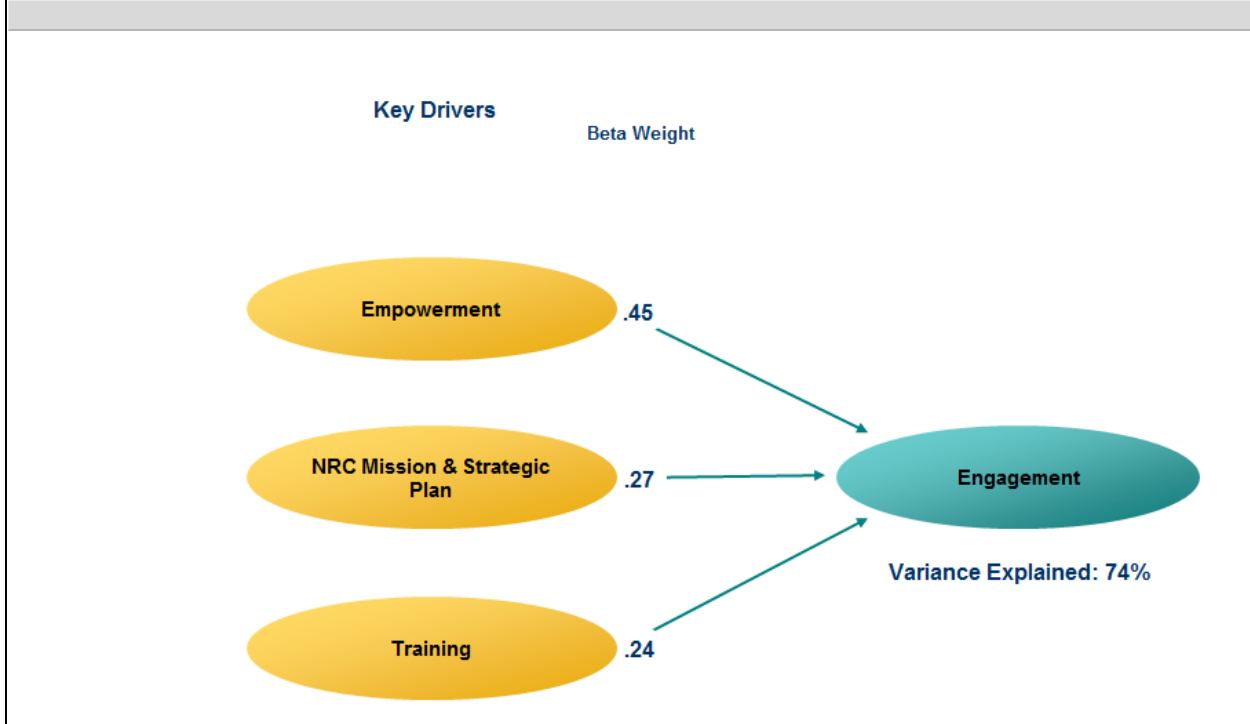 Key Drivers
Beta Weight
Empowerment
.45
NRC Mission & Strategic
Plan
.27
Engagement
Variance Explained: 74%
Training
.24